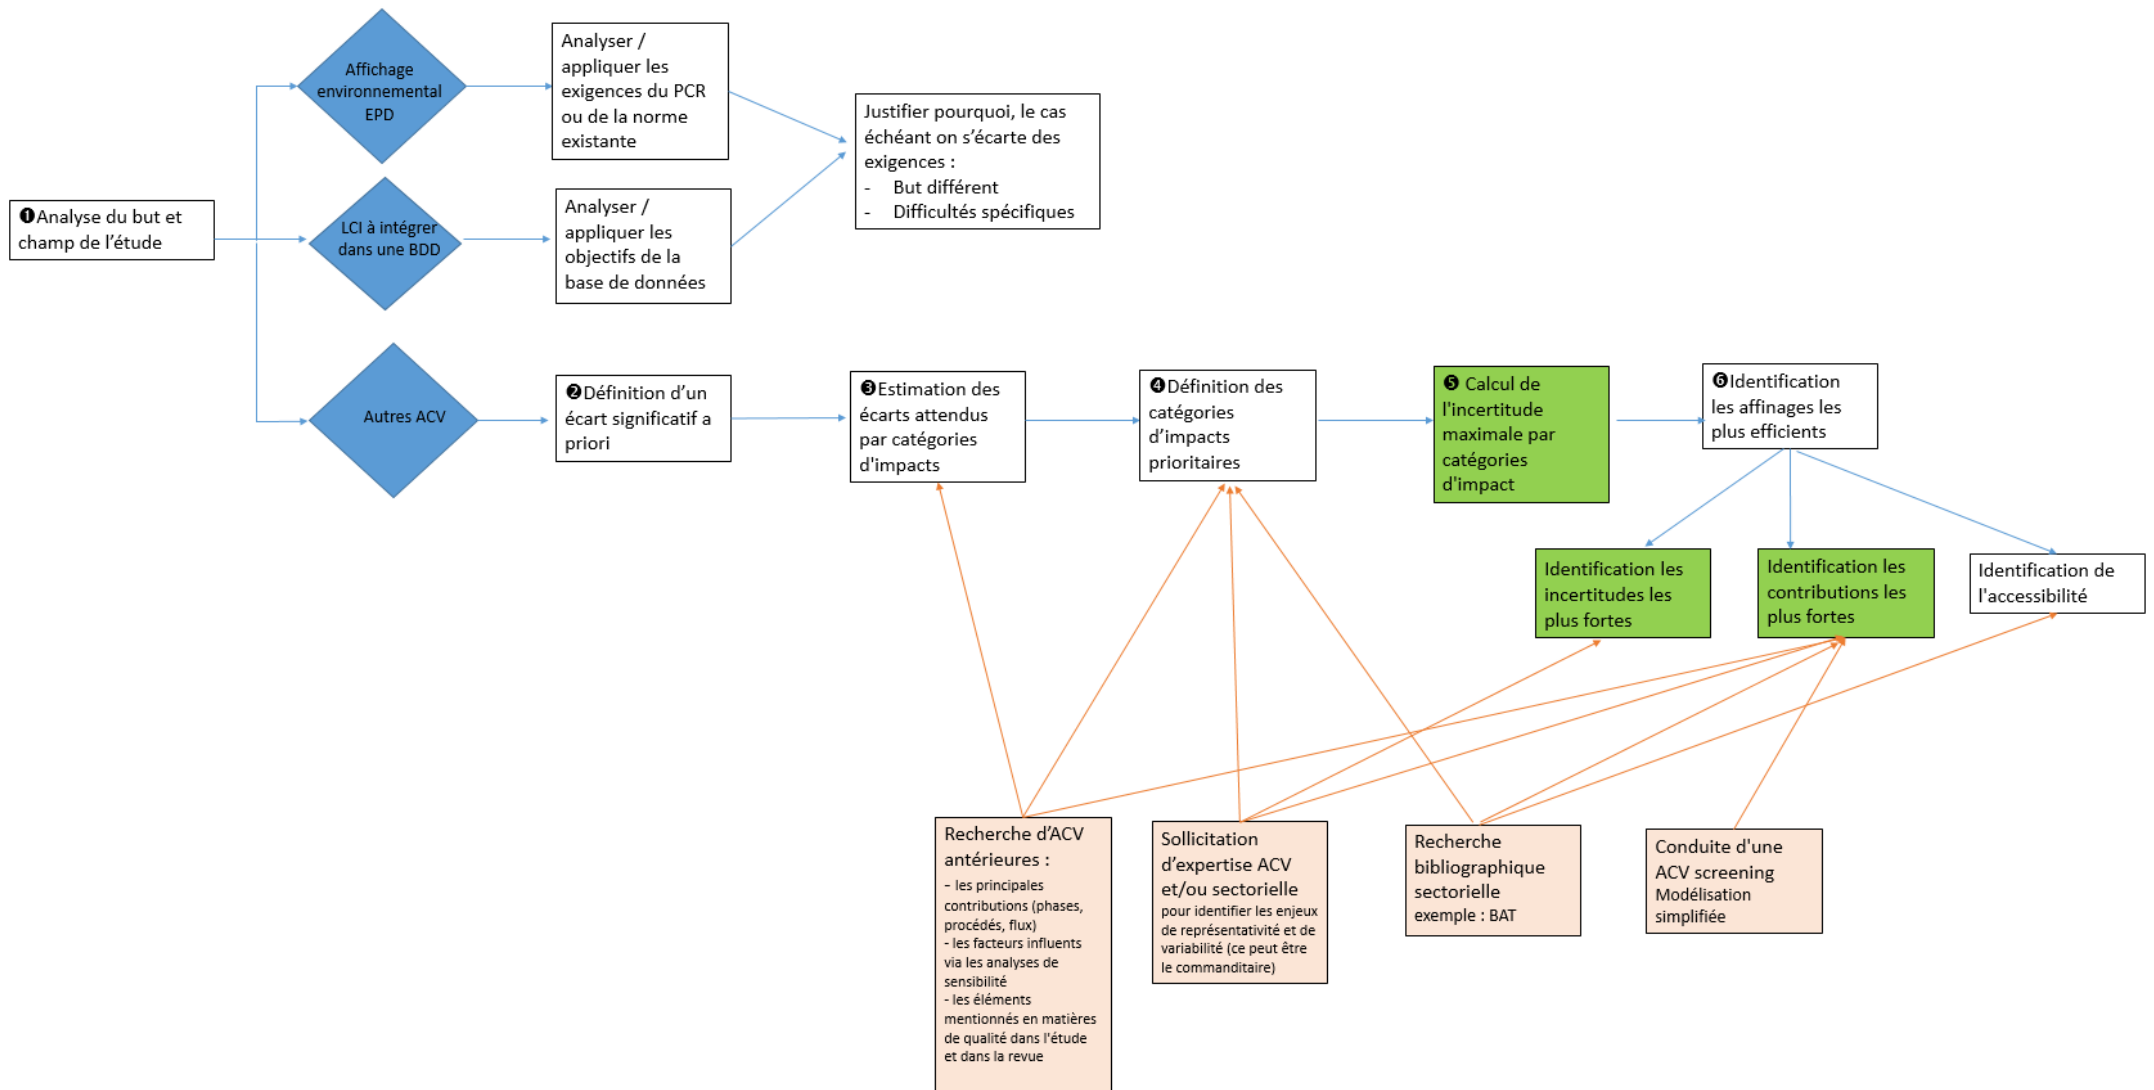 ❶Analyse du but et
champ de l'étude
Affichage
environnemental
EPD
Analyser /
appliquer les
exigences du PCR
ou de la norme
existante
Justifier pourquoi, le cas
échéant on s'écarte des
exigences :
- But différent
- Difficultés spécifiques
LCI à intégrer
dans une BDD
Analyser /
appliquer les
objectifs de la
base de données
Autres ACV
❷Définition d'un
écart significatif a
priori
❸Estimation des
écarts attendus
par catégories
d'impacts
❹Définition des
catégories
d'impacts
prioritaires
❺ Calcul de
l'incertitude
maximale par
catégories
d'impact
❻Identification
les affinages les
plus efficients
Identification les
incertitudes les
plus fortes
Identification les
contributions les
plus fortes
Identification de
l'accessibilité
Recherche d'ACV
antérieures :
- les principales
contributions (phases,
procédés, flux)
- les facteurs influents
via les analyses de
sensibilité
- les éléments
mentionnés en matières
de qualité dans l'étude
et dans la revue
Sollicitation
d'expertise ACV
et/ou sectorielle
pour identifier les enjeux
de représentativité et de
variabilité (ce peut être
le commanditaire)
Recherche
bibliographique
sectorielle
exemple : BAT
Conduite d'une
ACV screening
Modélisation
simplifiée